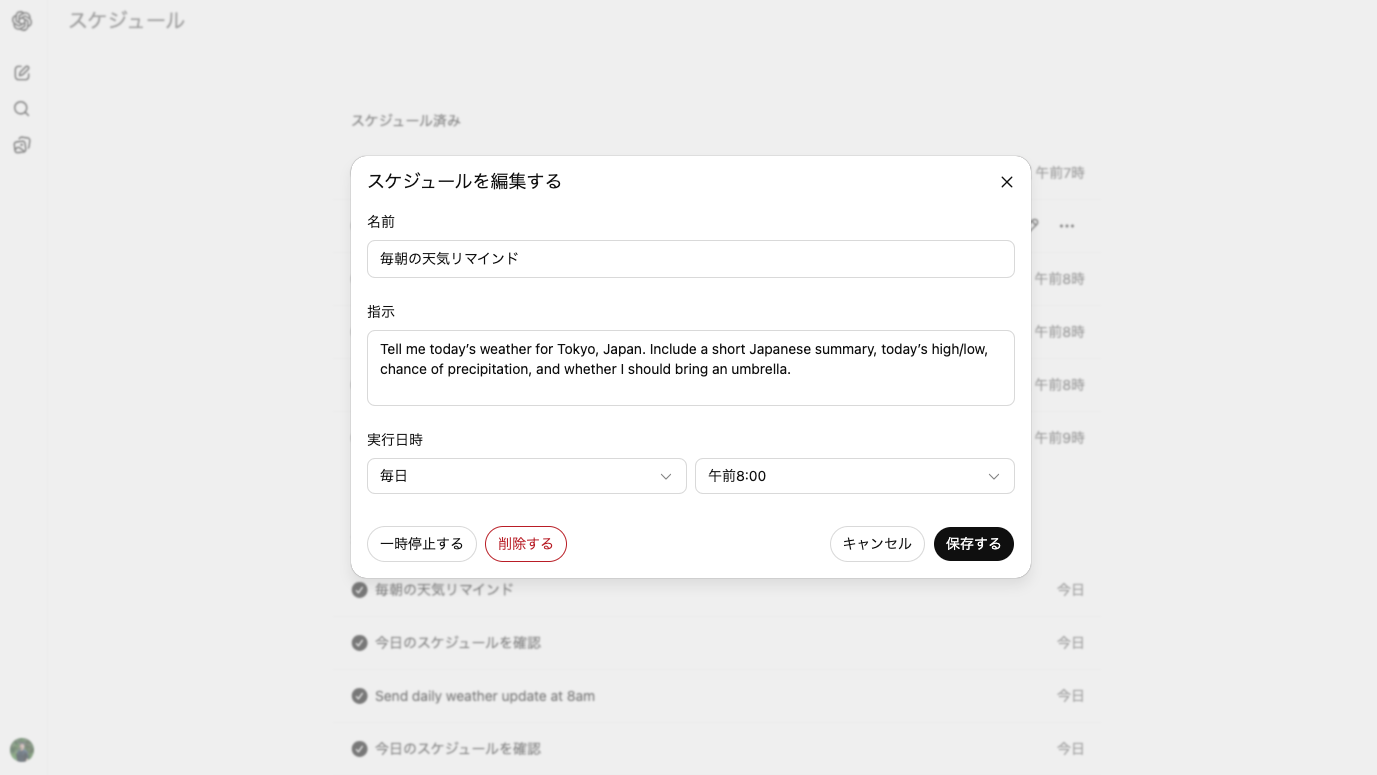 スケジュール
スケジュール済み
午前7時
スケジュールを編集する
名前
毎朝の天気リマインド
午前8時
指示
Tell me today’s weather for Tokyo, Japan. Include a short Japanese summary, today’s high/low,
chance of precipitation, and whether I should bring an umbrella.
午前8時
午前8時
実行日時
午前9時
毎日
午前8:00
一時停止する
削除する
キャンセル
保存する
毎朝の天気リマインド
今日
今日のスケジュールを確認
今日
Send daily weather update at 8am
今日
今日のスケジュールを確認
今日